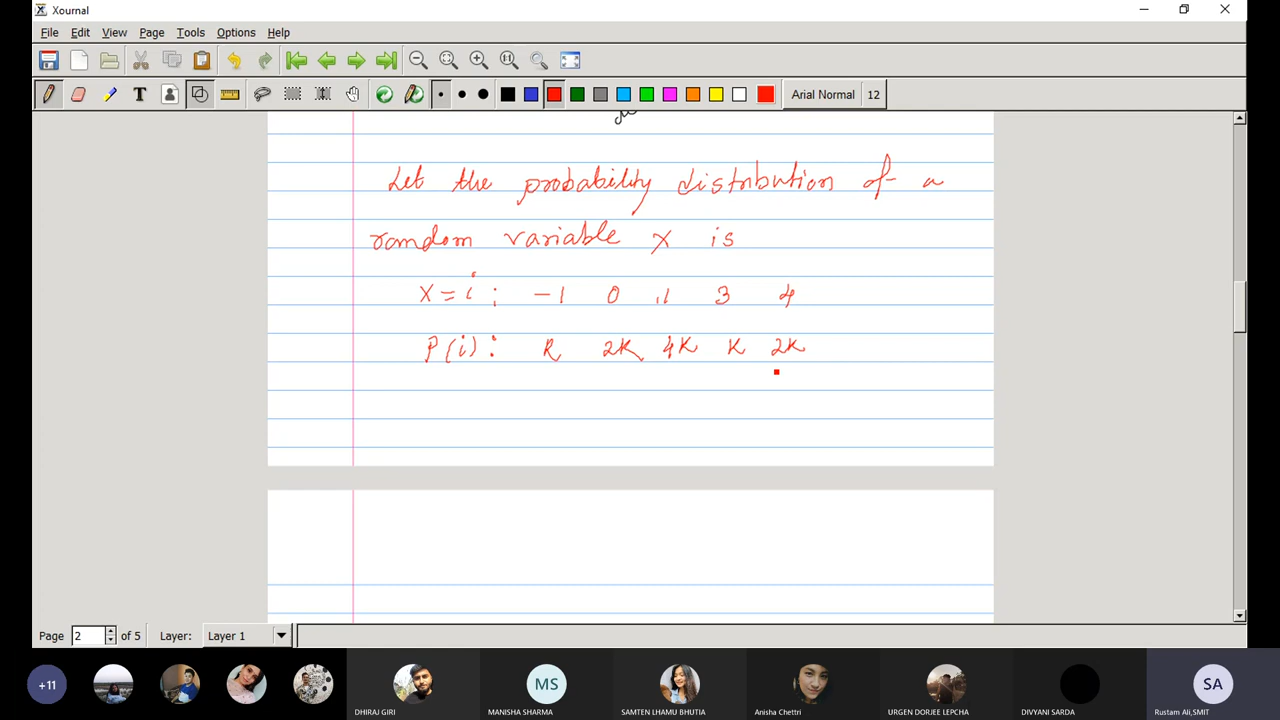 Xournal
File Edit View Page Tools Options Help
Arial Normal 12
Let the probability distribution of a
random variable X is
X = i : -1 0 1 3 4
P(i) : K 2K 4K K 2K
Page 2 of 5 Layer: Layer 1
+11 MS SA
DHIRAJ GIRI MANISHA SHARMA SAMTEN LHAMU BHUTIA Anisha Chettri URGEN DORJEE LEPCHA DIVYANI SARDA Rustam Ali,SMIT